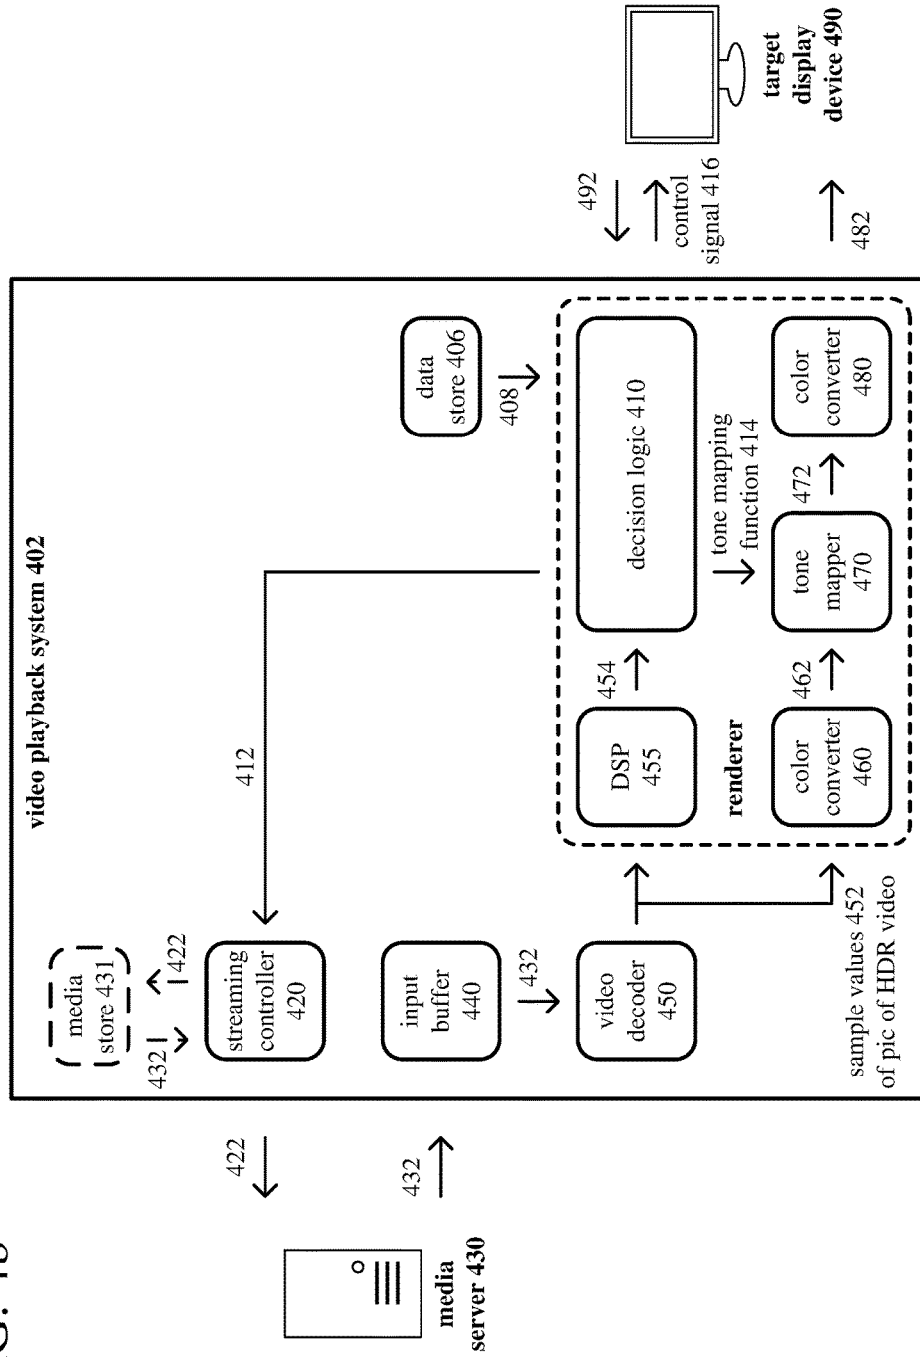 G. 4b
video playback system 402
media
store 431
432
422
422
streaming
controller
420
412
432
input
buffer
440
432
data
store 406
408
media
server 430
video
decoder
450
sample values 452
of pic of HDR video
DSP
455
454
decision logic 410
tone mapping
function 414
renderer
color
converter
460
462
tone
mapper
470
472
color
converter
480
492
control
signal 416
482
target
display
device 490